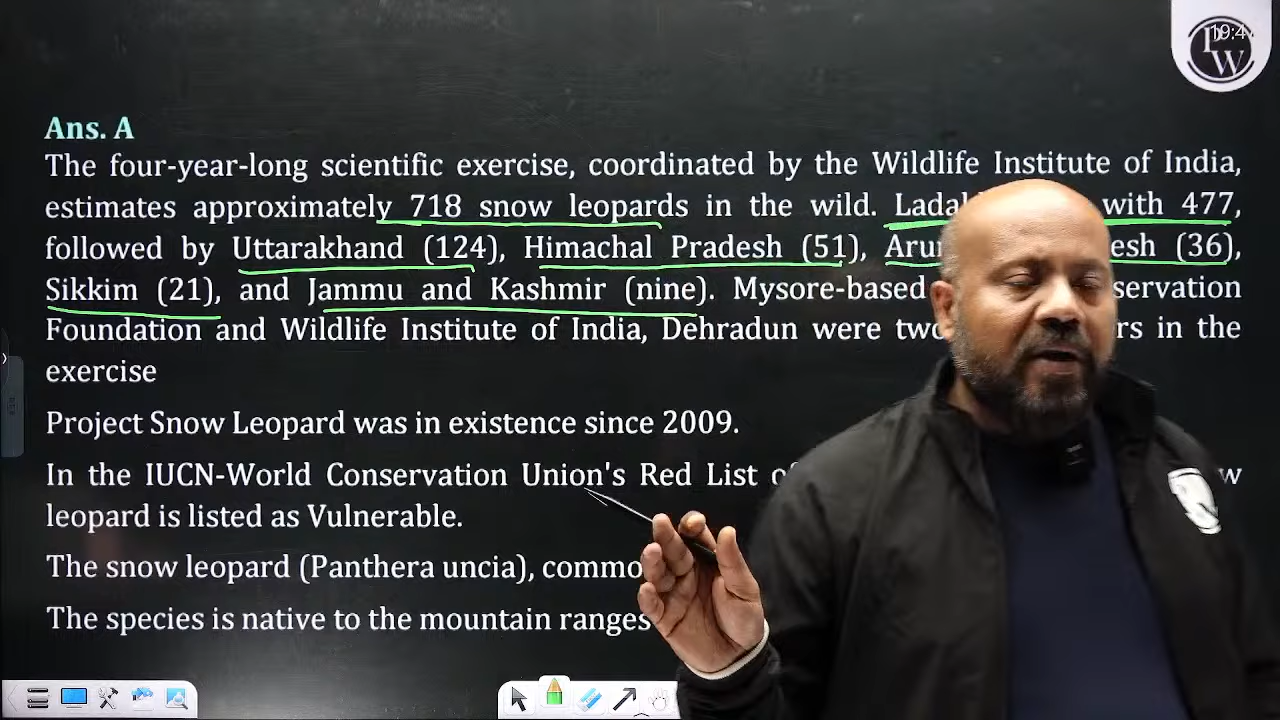 19:4
PW
Ans. A
The four-year-long scientific exercise, coordinated by the Wildlife Institute of India,
estimates approximately 718 snow leopards in the wild. with 477,
followed by Uttarakhand (124), Himachal Pradesh (51), (36),
Sikkim (21), and Jammu and Kashmir (nine). Mysore-based
Foundation and Wildlife Institute of India, Dehradun were in the
exercise
Project Snow Leopard was in existence since 2009.
In the IUCN-World Conservation Union's Red List
leopard is listed as Vulnerable.
The snow leopard (Panthera uncia),
The species is native to the mountain ranges